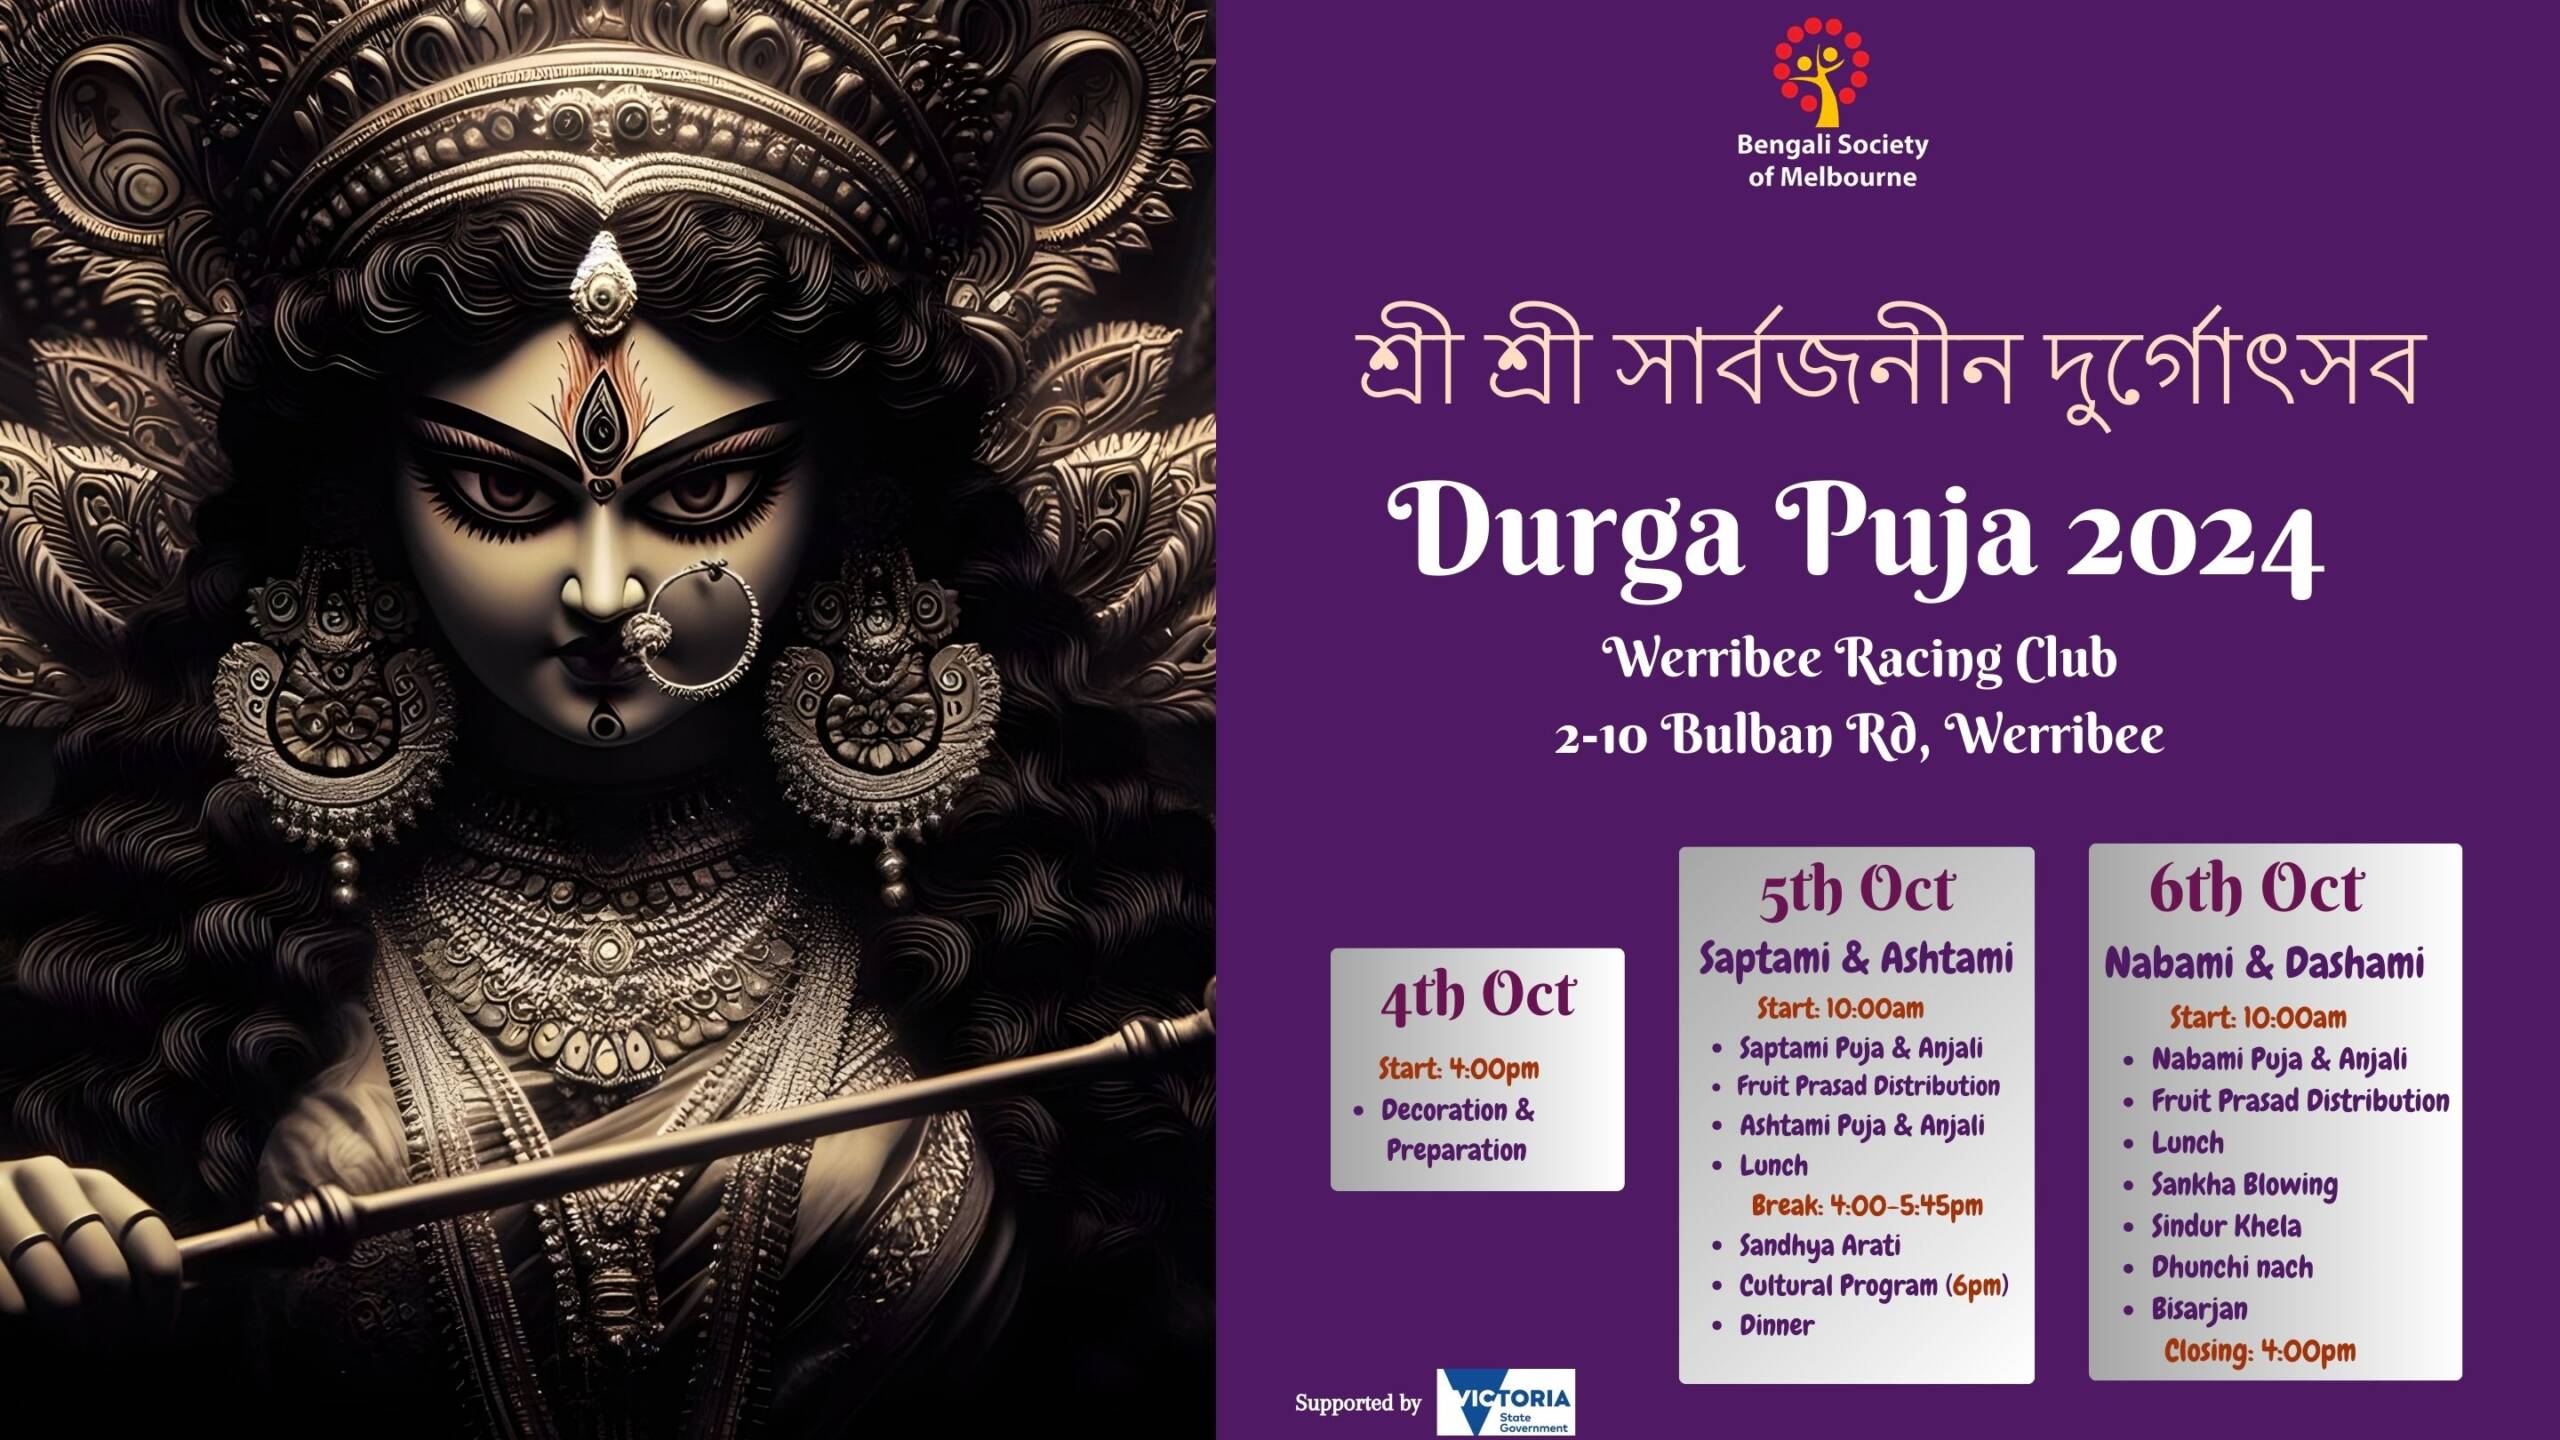 Bengali Society
of Melbourne
শ্রী শ্রী সার্বজনীন দুর্গোৎসব
Durga Puja 2024
Werribee Racing Club
2-10 Bulban Rd, Werribee
4th Oct
Start: 4:00pm
• Decoration &
Preparation
5th Oct
Saptami & Ashtami
Start: 10:00am
• Saptami Puja & Anjali
• Fruit Prasad Distribution
• Ashtami Puja & Anjali
• Lunch
Break: 4:00-5:45pm
• Sandhya Arati
• Cultural Program (6pm)
• Dinner
6th Oct
Nabami & Dashami
Start: 10:00am
• Nabami Puja & Anjali
• Fruit Prasad Distribution
• Lunch
• Sankha Blowing
• Sindur Khela
• Dhunchi nach
• Bisarjan
Closing: 4:00pm
Supported by
VICTORIA
State
Government